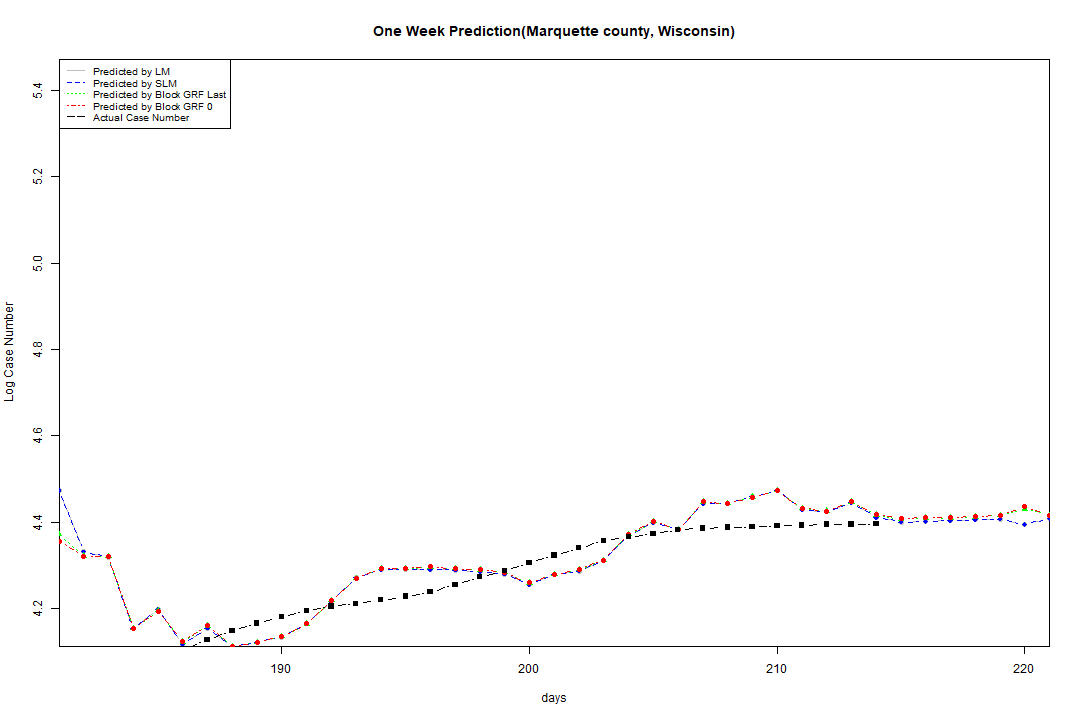 One Week Prediction(Marquette county, Wisconsin)
Predicted by LM
Predicted by SLM
Predicted by Block GRF Last
Predicted by Block GRF 0
Actual Case Number
5.4
5.2
5.0
4.8
4.6
4.4
4.2
Log Case Number
190 200 210 220
days